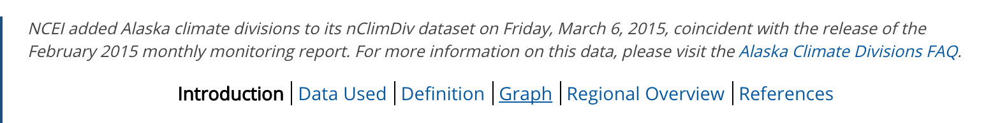 NCEI added Alaska climate divisions to its nClimDiv dataset on Friday, March 6, 2015, coincident with the release of the
February 2015 monthly monitoring report. For more information on this data, please visit the Alaska Climate Divisions FAQ.
Introduction | Data Used | Definition | Graph | Regional Overview | References